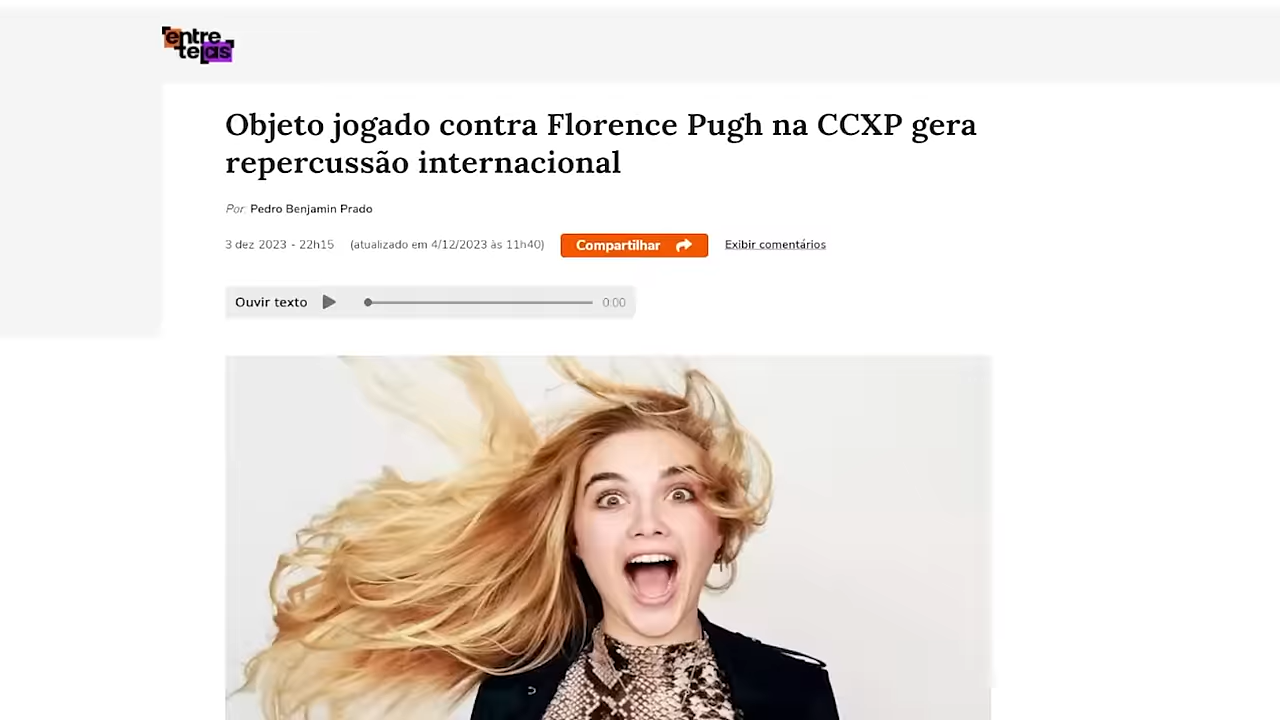 entre
telas
Objeto jogado contra Florence Pugh na CCXP gera
repercussão internacional
Por: Pedro Benjamin Prado
3 dez 2023 - 22h15 (atualizado em 4/12/2023 às 11h40) Compartilhar Exibir comentários
Ouvir texto 0:00